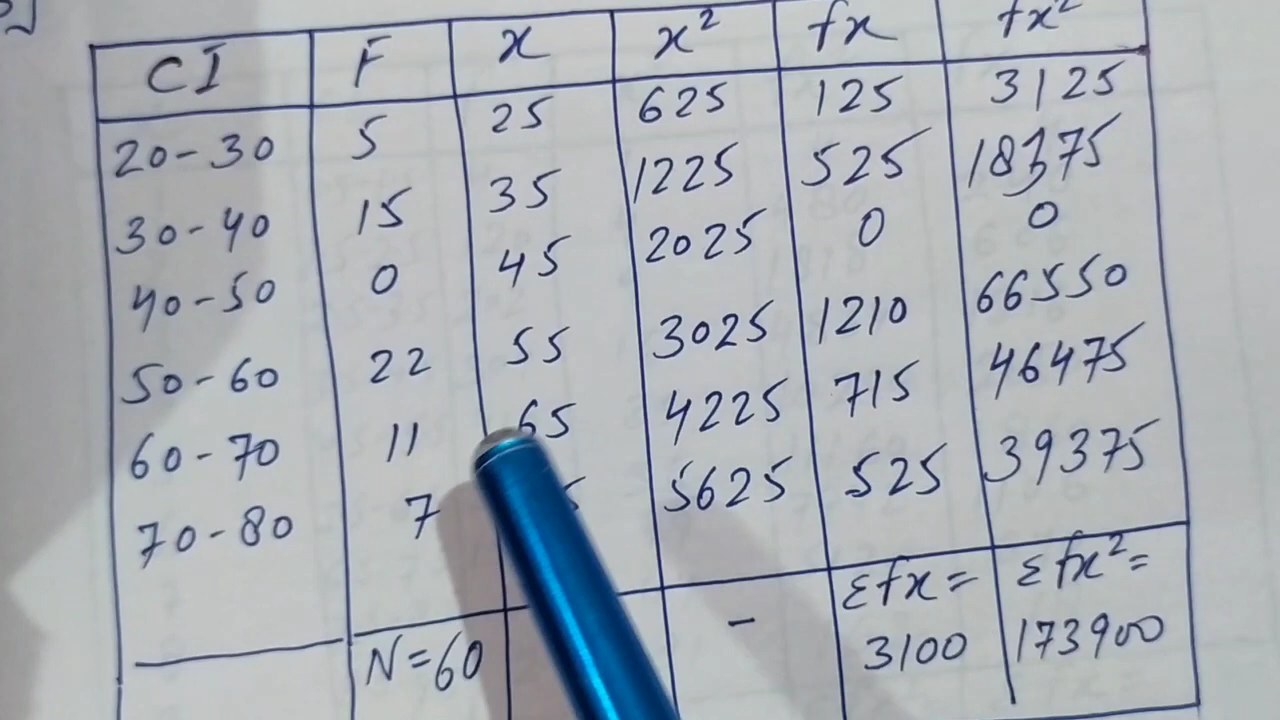 CI F x x² fx fx²
20-30 5 25 625 125 3125
30-40 15 35 1225 525 18375
40-50 0 45 2025 0 0
50-60 22 55 3025 1210 66550
60-70 11 65 4225 715 46475
70-80 7 5625 525 39375
N=60 - Σfx= 3100 Σfx²= 173900